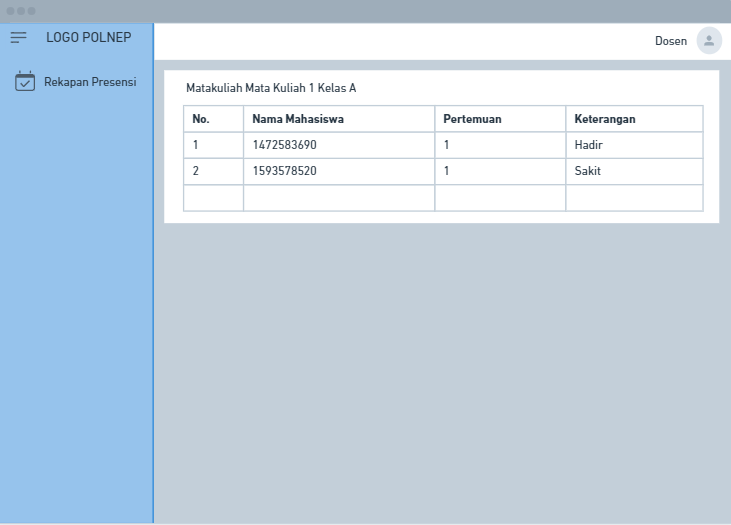 LOGO POLNEP
Dosen
Rekapan Presensi
Matakuliah Mata Kuliah 1 Kelas A
No. Nama Mahasiswa Pertemuan Keterangan
1 1472583690 1 Hadir
2 1593578520 1 Sakit